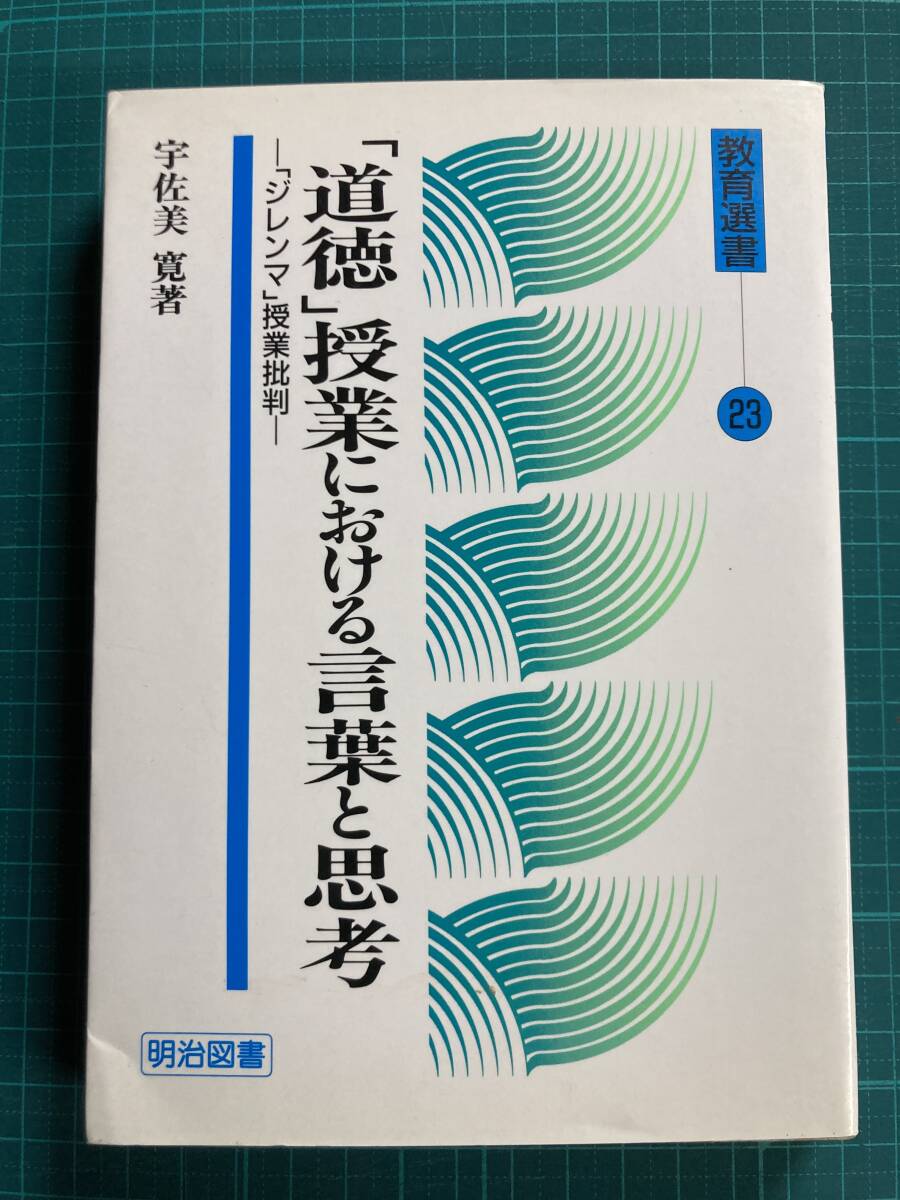 教育選書
23
「道徳」授業における言葉と思考
―「ジレンマ」授業批判―
宇佐美 寛著
明治図書